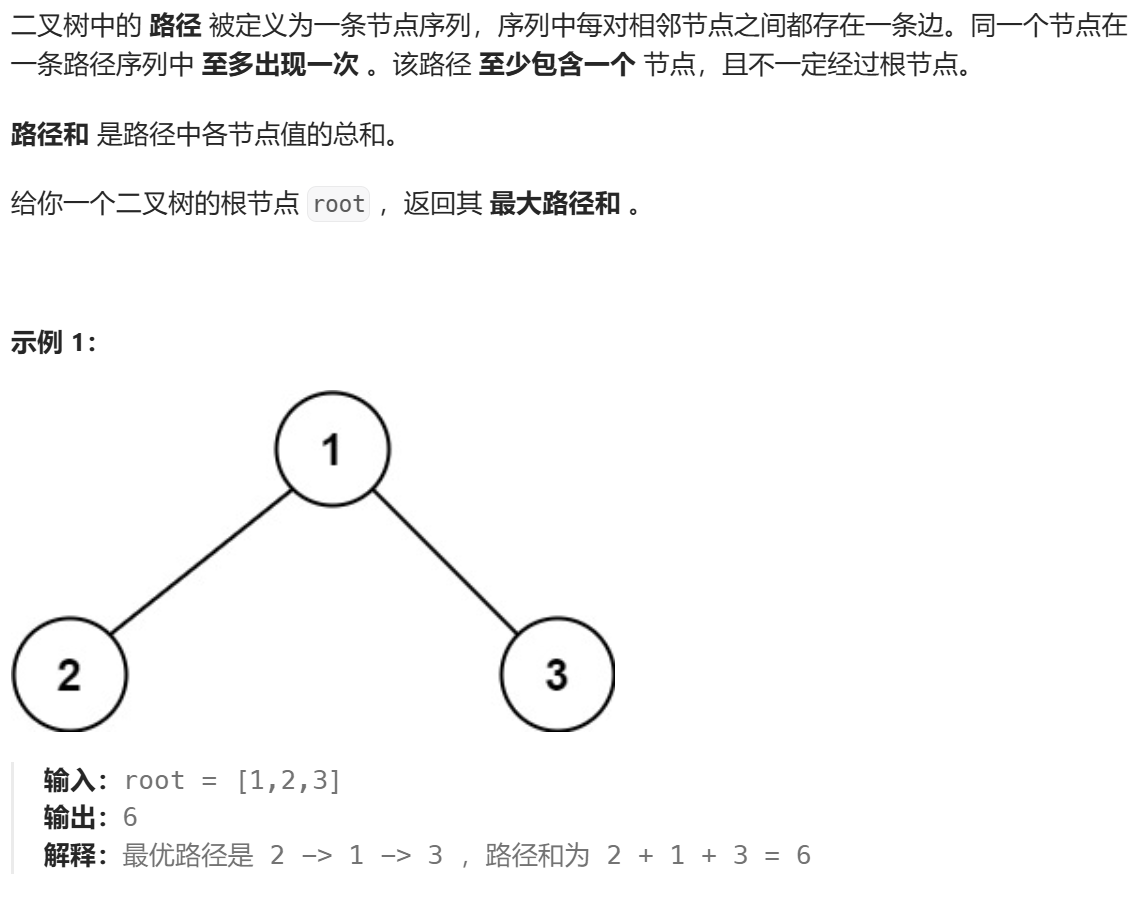 二叉树中的 路径 被定义为一条节点序列，序列中每对相邻节点之间都存在一条边。同一个节点在
一条路径序列中 至多出现一次 。该路径 至少包含一个 节点，且不一定经过根节点。
路径和 是路径中各节点值的总和。
给你一个二叉树的根节点 root ，返回其 最大路径和 。
示例 1：
1
2
3
输入：root = [1,2,3]
输出：6
解释：最优路径是 2 -> 1 -> 3 ，路径和为 2 + 1 + 3 = 6